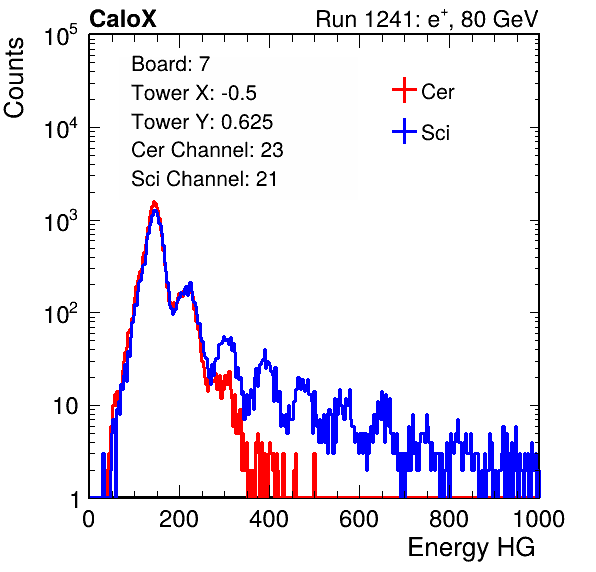 CaloX Run 1241: e⁺, 80 GeV
Board: 7
Tower X: -0.5
Tower Y: 0.625
Cer Channel: 23
Sci Channel: 21
Cer
Sci
Counts
10⁵
10⁴
10³
10²
10
1
0 200 400 600 800 1000
Energy HG